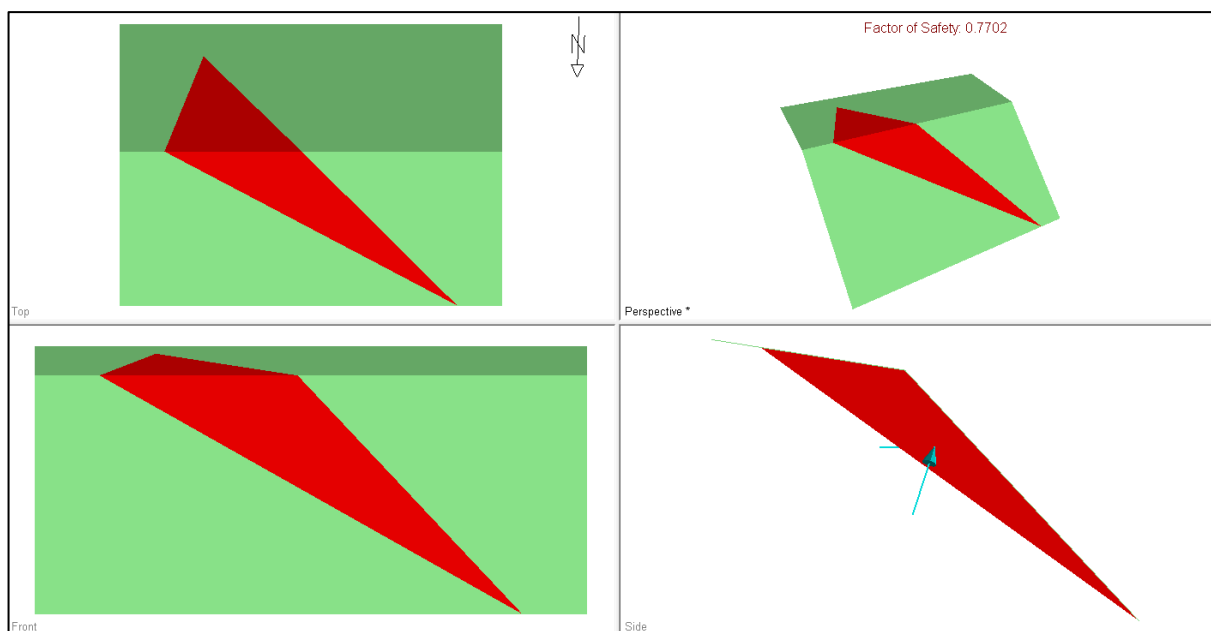 N
Factor of Safety: 0.7702
Top
Perspective *
Front
Side